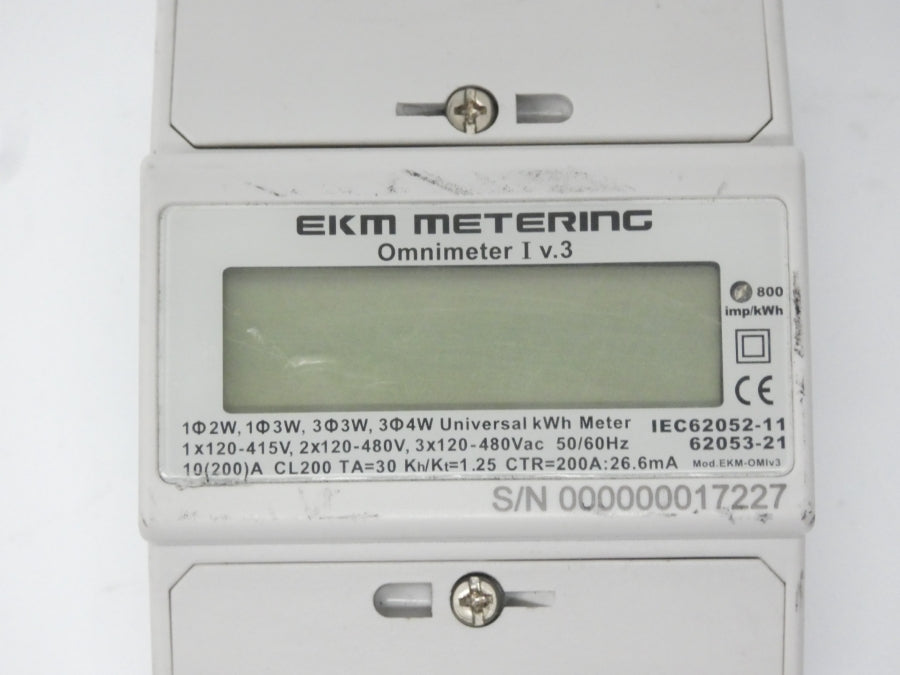 EKM METERING
Omnimeter I v.3
800
imp/kWh
CE
1Φ2W, 1Φ3W, 3Φ3W, 3Φ4W Universal kWh Meter
1x120-415V, 2x120-480V, 3x120-480Vac 50/60Hz
10(200)A CL200 TA=30 Kh/Kt=1.25 CTR=200A:26.6mA
IEC62052-11
62053-21
Mod.EKM-OMIv3
S/N 000000017227